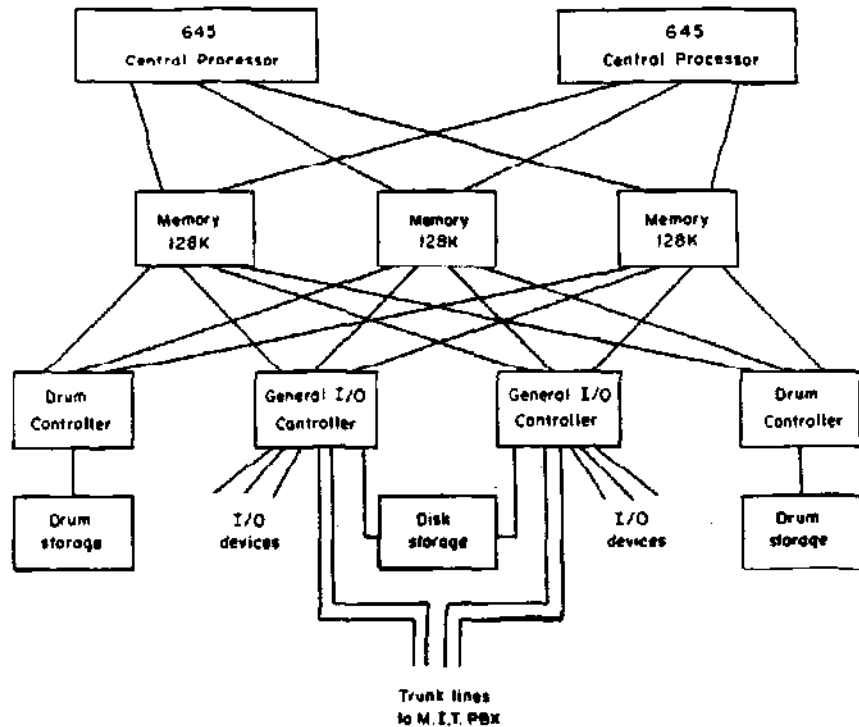 645
Central Processor
645
Central Processor
Memory
128K
Memory
128K
Memory
128K
Drum
Controller
General I/O
Controller
General I/O
Controller
Drum
Controller
Drum
storage
I/O
devices
Disk
storage
I/O
devices
Drum
storage
Trunk lines
to M.I.T. PBX